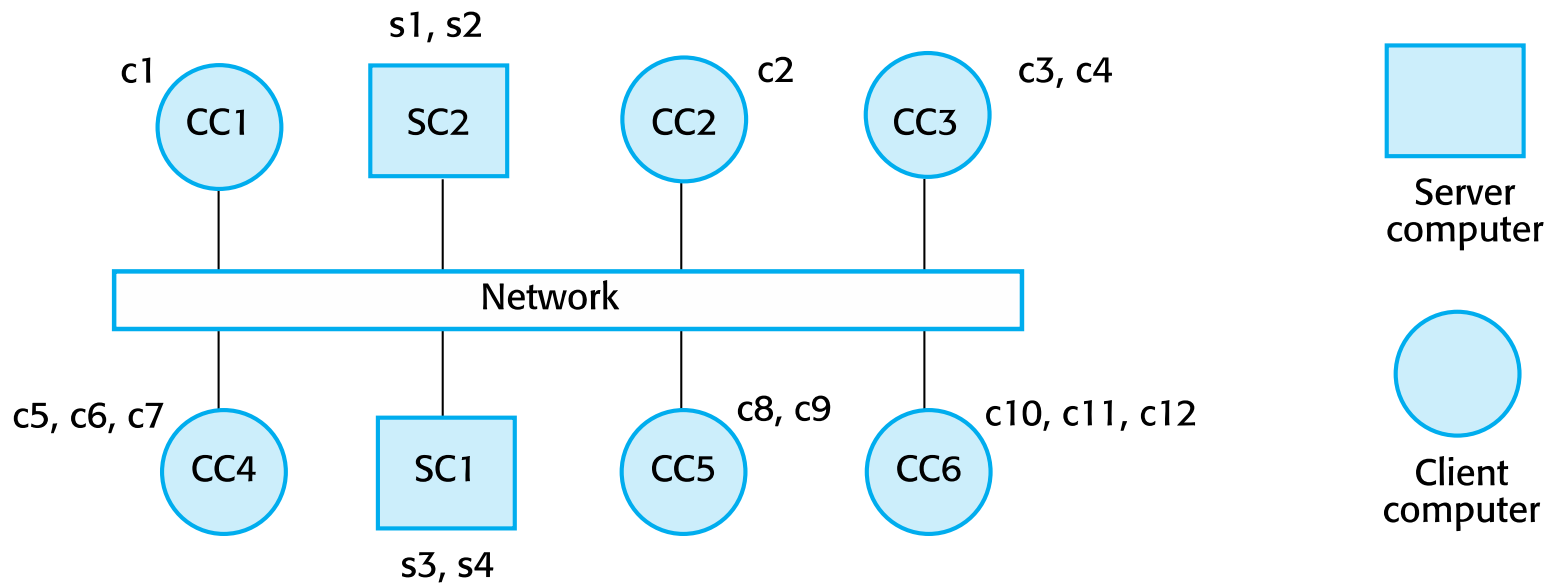 s1, s2
c1
CC1
SC2
CC2
c2
CC3
c3, c4
Network
c5, c6, c7
CC4
SC1
s3, s4
CC5
c8, c9
CC6
c10, c11, c12
Server
computer
Client
computer